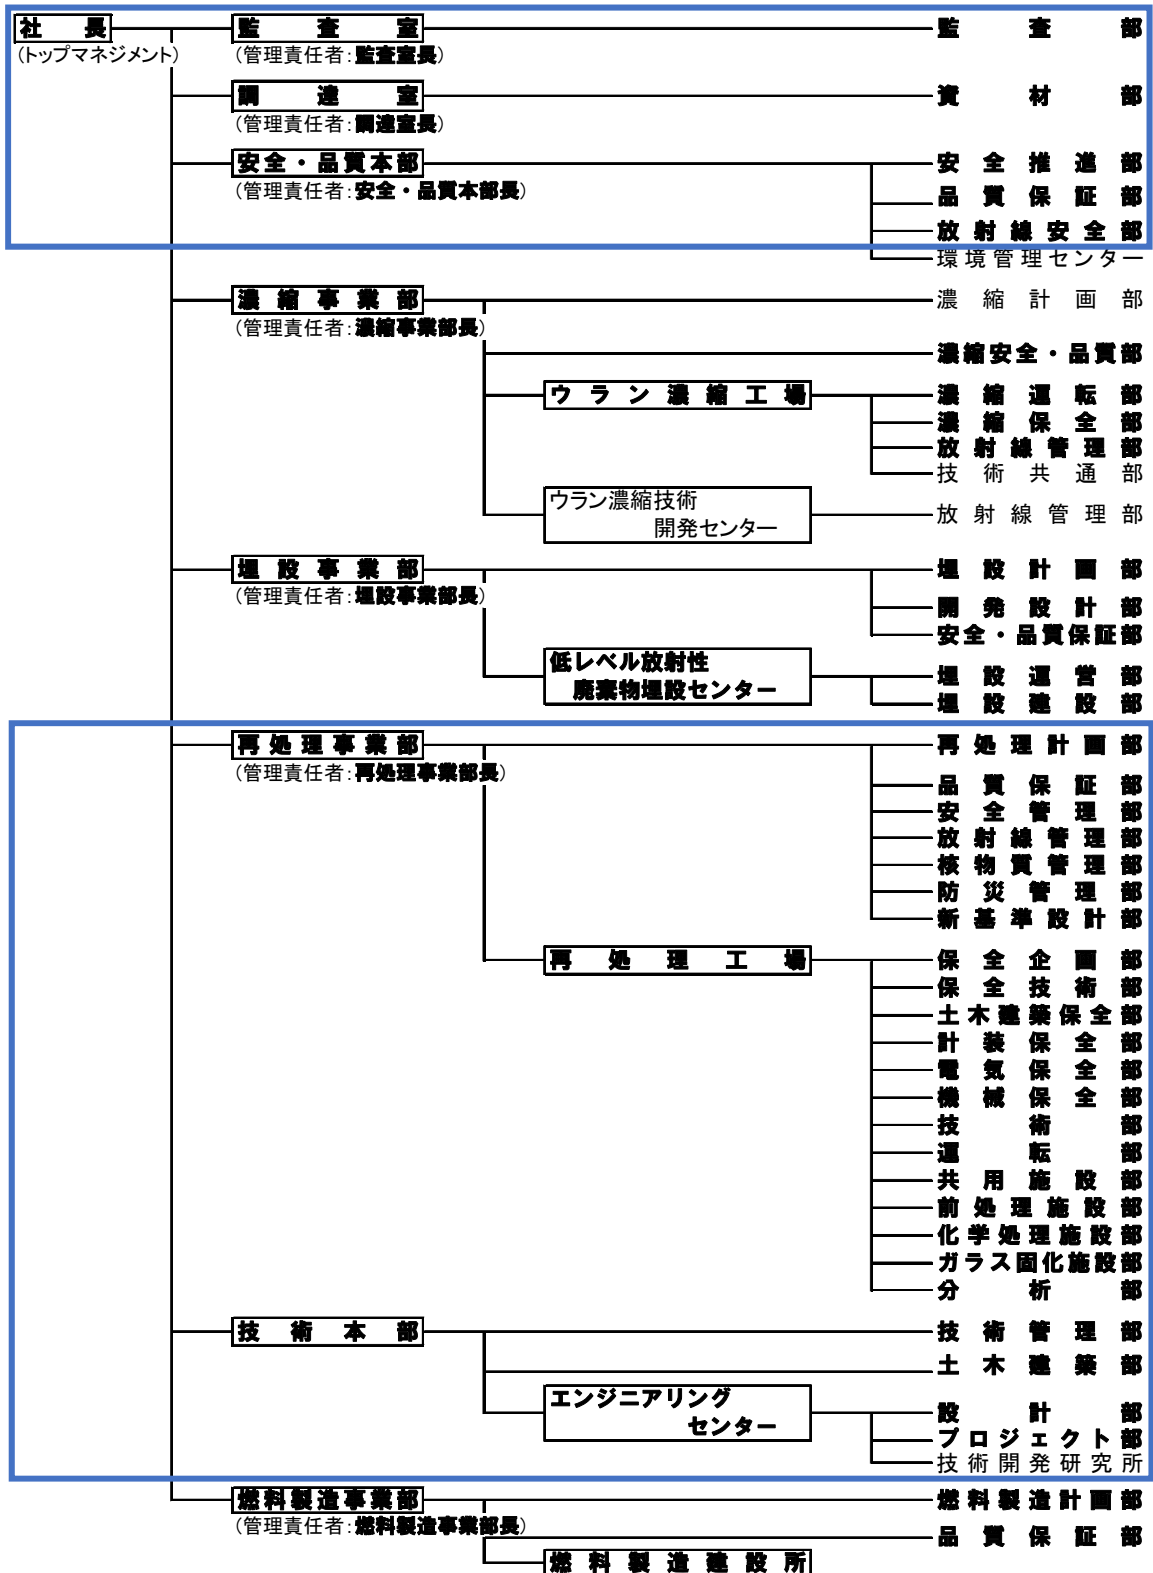 社長 監査室 監査部
(トップマネジメント) (管理責任者:監査室長)
調達室 資材部
(管理責任者:調達室長)
安全・品質本部 安全推進部
(管理責任者:安全・品質本部長) 品質保証部
放射線安全部
環境管理センター
濃縮事業部 濃縮計画部
(管理責任者:濃縮事業部長)
濃縮安全・品質部
ウラン濃縮工場 濃縮運転部
濃縮保全部
放射線管理部
技術共通部
ウラン濃縮技術
開発センター 放射線管理部
埋設事業部 埋設計画部
(管理責任者:埋設事業部長) 開発設計部
安全・品質保証部
低レベル放射性
廃棄物埋設センター 埋設運営部
埋設建設部
再処理事業部 再処理計画部
(管理責任者:再処理事業部長)
品質保証部
安全管理部
放射線管理部
核物質管理部
防災管理部
新基準設計部
再処理工場 保全企画部
保全技術部
土木建築保全部
計装保全部
電気保全部
機械保全部
技術部
運転部
共用施設部
前処理施設部
化学処理施設部
ガラス固化施設部
分析部
技術本部 技術管理部
土木建築部
エンジニアリング
センター 設計部
プロジェクト部
技術開発研究所
燃料製造事業部 燃料製造計画部
(管理責任者:燃料製造事業部長)
品質保証部
燃料製造建設所